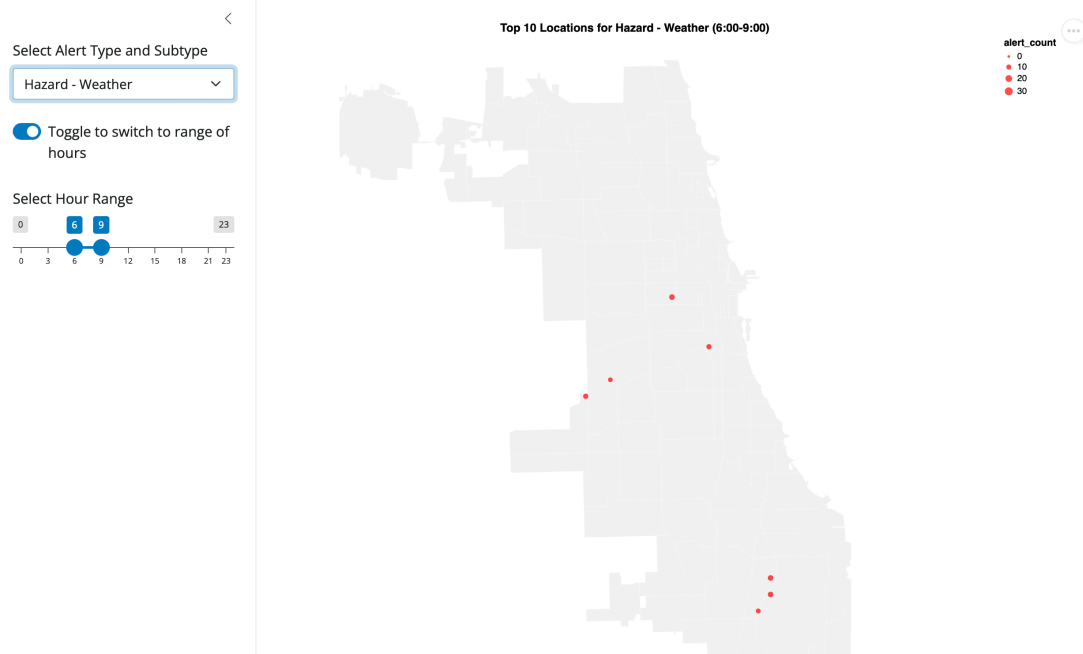 Select Alert Type and Subtype
Hazard - Weather
Toggle to switch to range of
hours
Select Hour Range
0 6 9 23
0 3 6 9 12 15 18 21 23
Top 10 Locations for Hazard - Weather (6:00-9:00)
alert_count
0
10
20
30